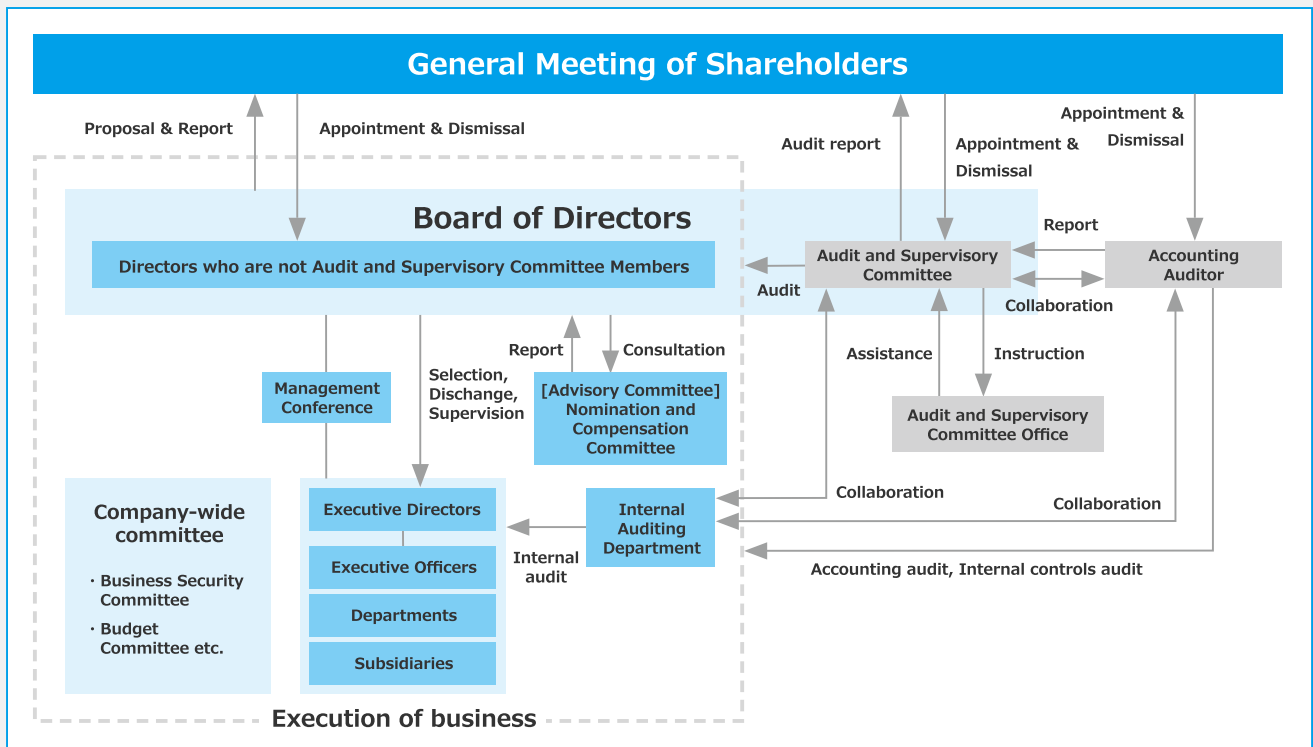 General Meeting of Shareholders
Proposal & Report
Appointment & Dismissal
Audit report
Appointment &
Dismissal
Appointment &
Dismissal
Board of Directors
Directors who are not Audit and Supervisory Committee Members
Audit
Audit and Supervisory
Committee
Report
Collaboration
Accounting
Auditor
Management
Conference
Selection,
Dischange,
Supervision
Report
Consultation
[Advisory Committee]
Nomination and
Compensation
Committee
Assistance
Instruction
Audit and Supervisory
Committee Office
Company-wide
committee
・Business Security
Committee
・Budget
Committee etc.
Executive Directors
Executive Officers
Departments
Subsidiaries
Internal
audit
Internal
Auditing
Department
Collaboration
Collaboration
Accounting audit, Internal controls audit
Execution of business